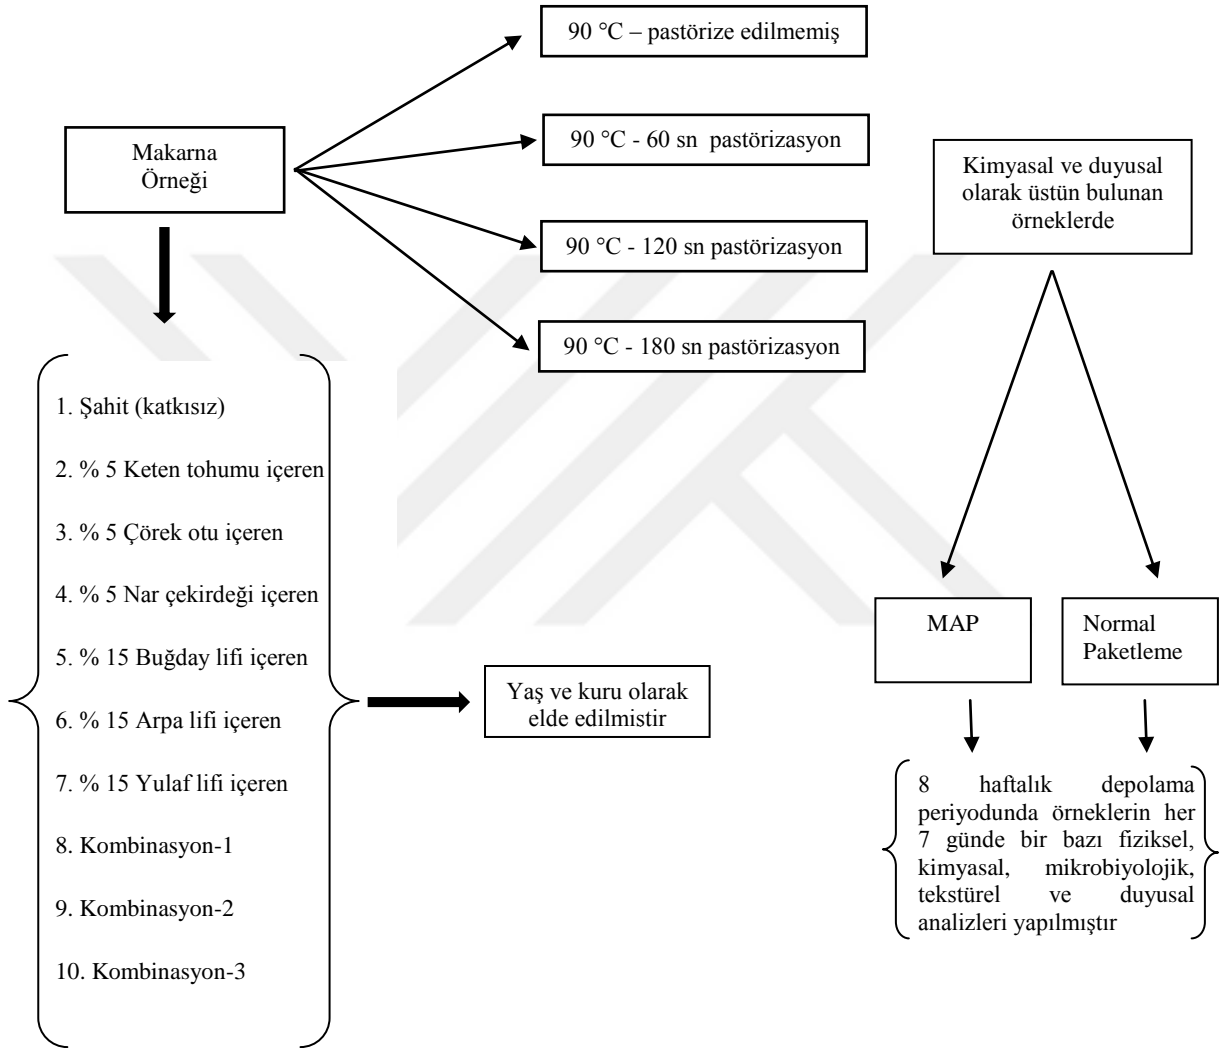 90 °C – pastörize edilmemiş
Makarna
Örneği
90 °C - 60 sn pastörizasyon
90 °C - 120 sn pastörizasyon
90 °C - 180 sn pastörizasyon
Kimyasal ve duyusal
olarak üstün bulunan
örneklerde
1. Şahit (katkısız)
2. % 5 Keten tohumu içeren
3. % 5 Çörek otu içeren
4. % 5 Nar çekirdeği içeren
5. % 15 Buğday lifi içeren
6. % 15 Arpa lifi içeren
7. % 15 Yulaf lifi içeren
8. Kombinasyon-1
9. Kombinasyon-2
10. Kombinasyon-3
Yaş ve kuru olarak
elde edilmistir
MAP
Normal
Paketleme
8 haftalık depolama
periyodunda örneklerin her
7 günde bir bazı fiziksel,
kimyasal, mikrobiyolojik,
tekstürel ve duyusal
analizleri yapılmıştır